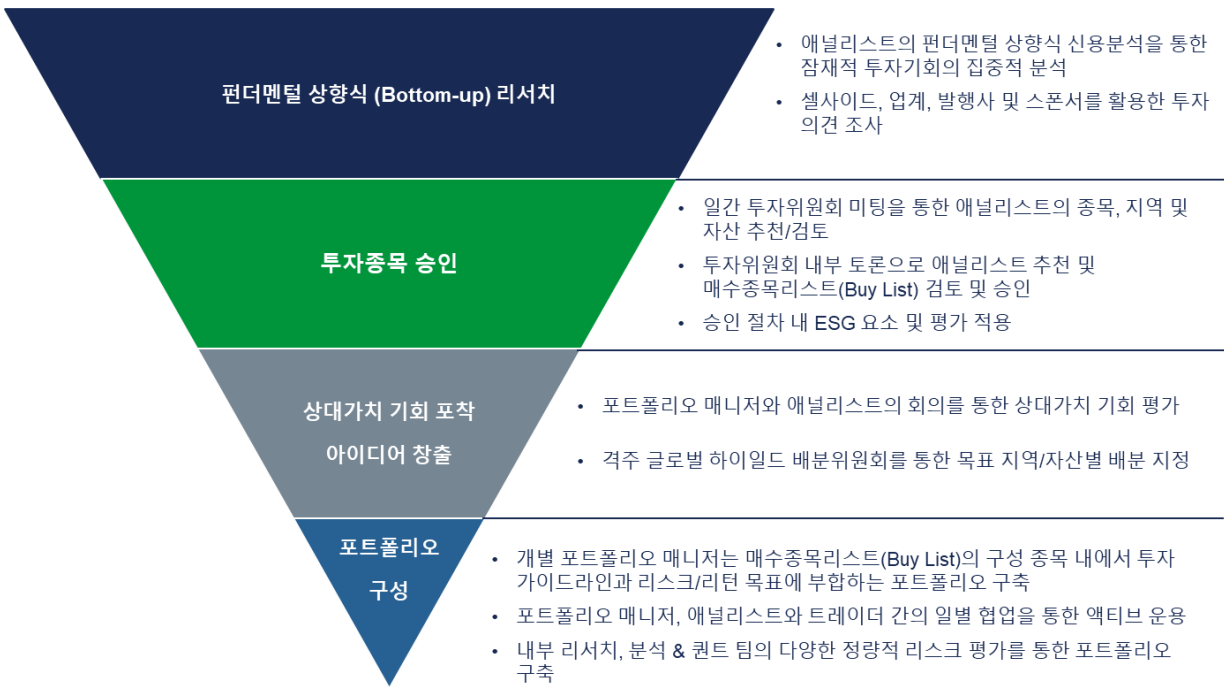 펀더멘털 상향식 (Bottom-up) 리서치
• 애널리스트의 펀더멘털 상향식 신용분석을 통한
잠재적 투자기회의 집중적 분석
• 셀사이드, 업계, 발행사 및 스폰서를 활용한 투자
의견 조사
투자종목 승인
• 일간 투자위원회 미팅을 통한 애널리스트의 종목, 지역 및
자산 추천/검토
• 투자위원회 내부 토론으로 애널리스트 추천 및
매수종목리스트(Buy List) 검토 및 승인
• 승인 절차 내 ESG 요소 및 평가 적용
상대가치 기회 포착
아이디어 창출
• 포트폴리오 매니저와 애널리스트의 회의를 통한 상대가치 기회 평가
• 격주 글로벌 하이일드 배분위원회를 통한 목표 지역/자산별 배분 지정
포트폴리오
구성
• 개별 포트폴리오 매니저는 매수종목리스트(Buy List)의 구성 종목 내에서 투자
가이드라인과 리스크/리턴 목표에 부합하는 포트폴리오 구축
• 포트폴리오 매니저, 애널리스트와 트레이더 간의 일별 협업을 통한 액티브 운용
• 내부 리서치, 분석 & 퀀트 팀의 다양한 정량적 리스크 평가를 통한 포트폴리오
구축